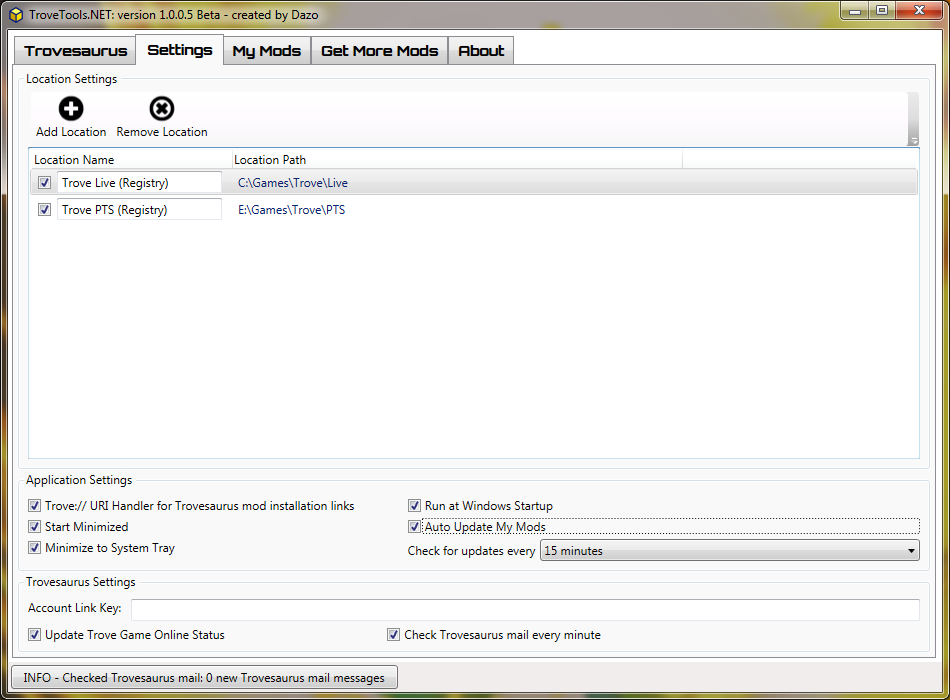 TroveTools.NET: version 1.0.0.5 Beta - created by Dazo
Trovesaurus Settings My Mods Get More Mods About
Location Settings
Add Location Remove Location
Location Name Location Path
Trove Live (Registry) C:\Games\Trove\Live
Trove PTS (Registry) E:\Games\Trove\PTS
Application Settings
Trove:// URI Handler for Trovesaurus mod installation links Run at Windows Startup
Start Minimized Auto Update My Mods
Minimize to System Tray Check for updates every 15 minutes
Trovesaurus Settings
Account Link Key:
Update Trove Game Online Status Check Trovesaurus mail every minute
INFO - Checked Trovesaurus mail: 0 new Trovesaurus mail messages